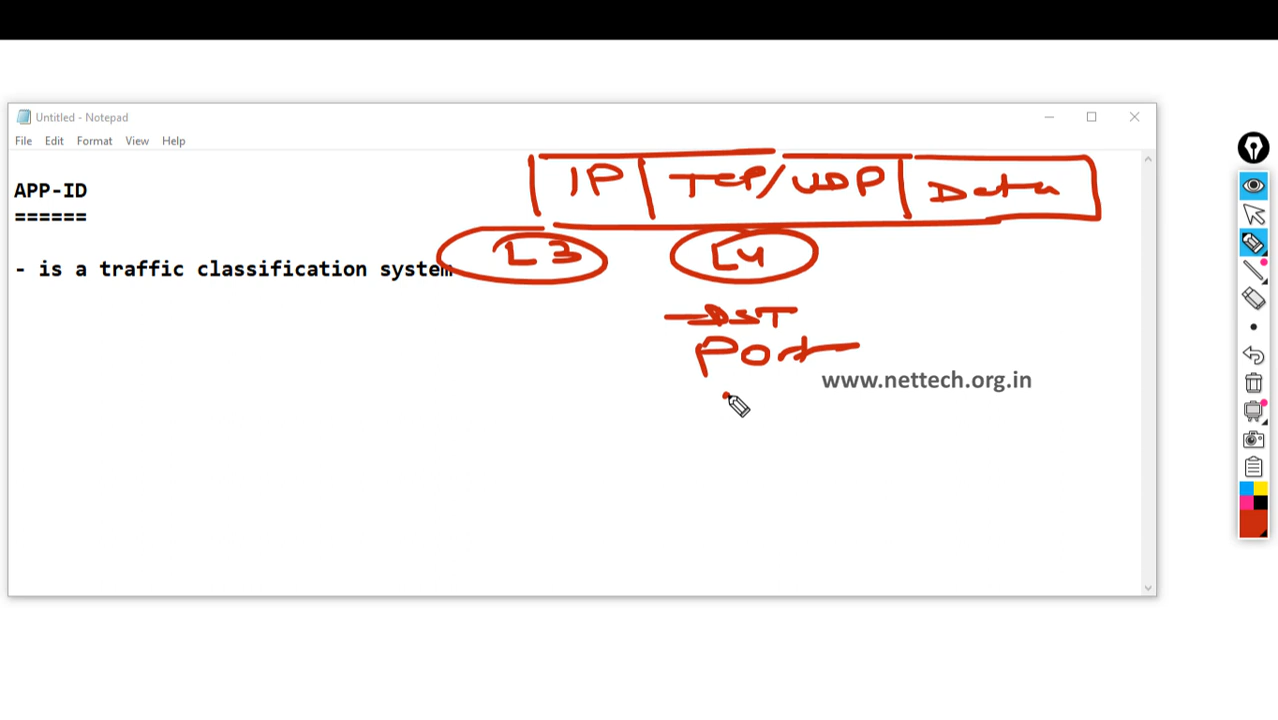 Untitled - Notepad
File Edit Format View Help
APP-ID
======
- is a traffic classification system
IP TCP/UDP Data
L3 L4
DST
Port
www.nettech.org.in